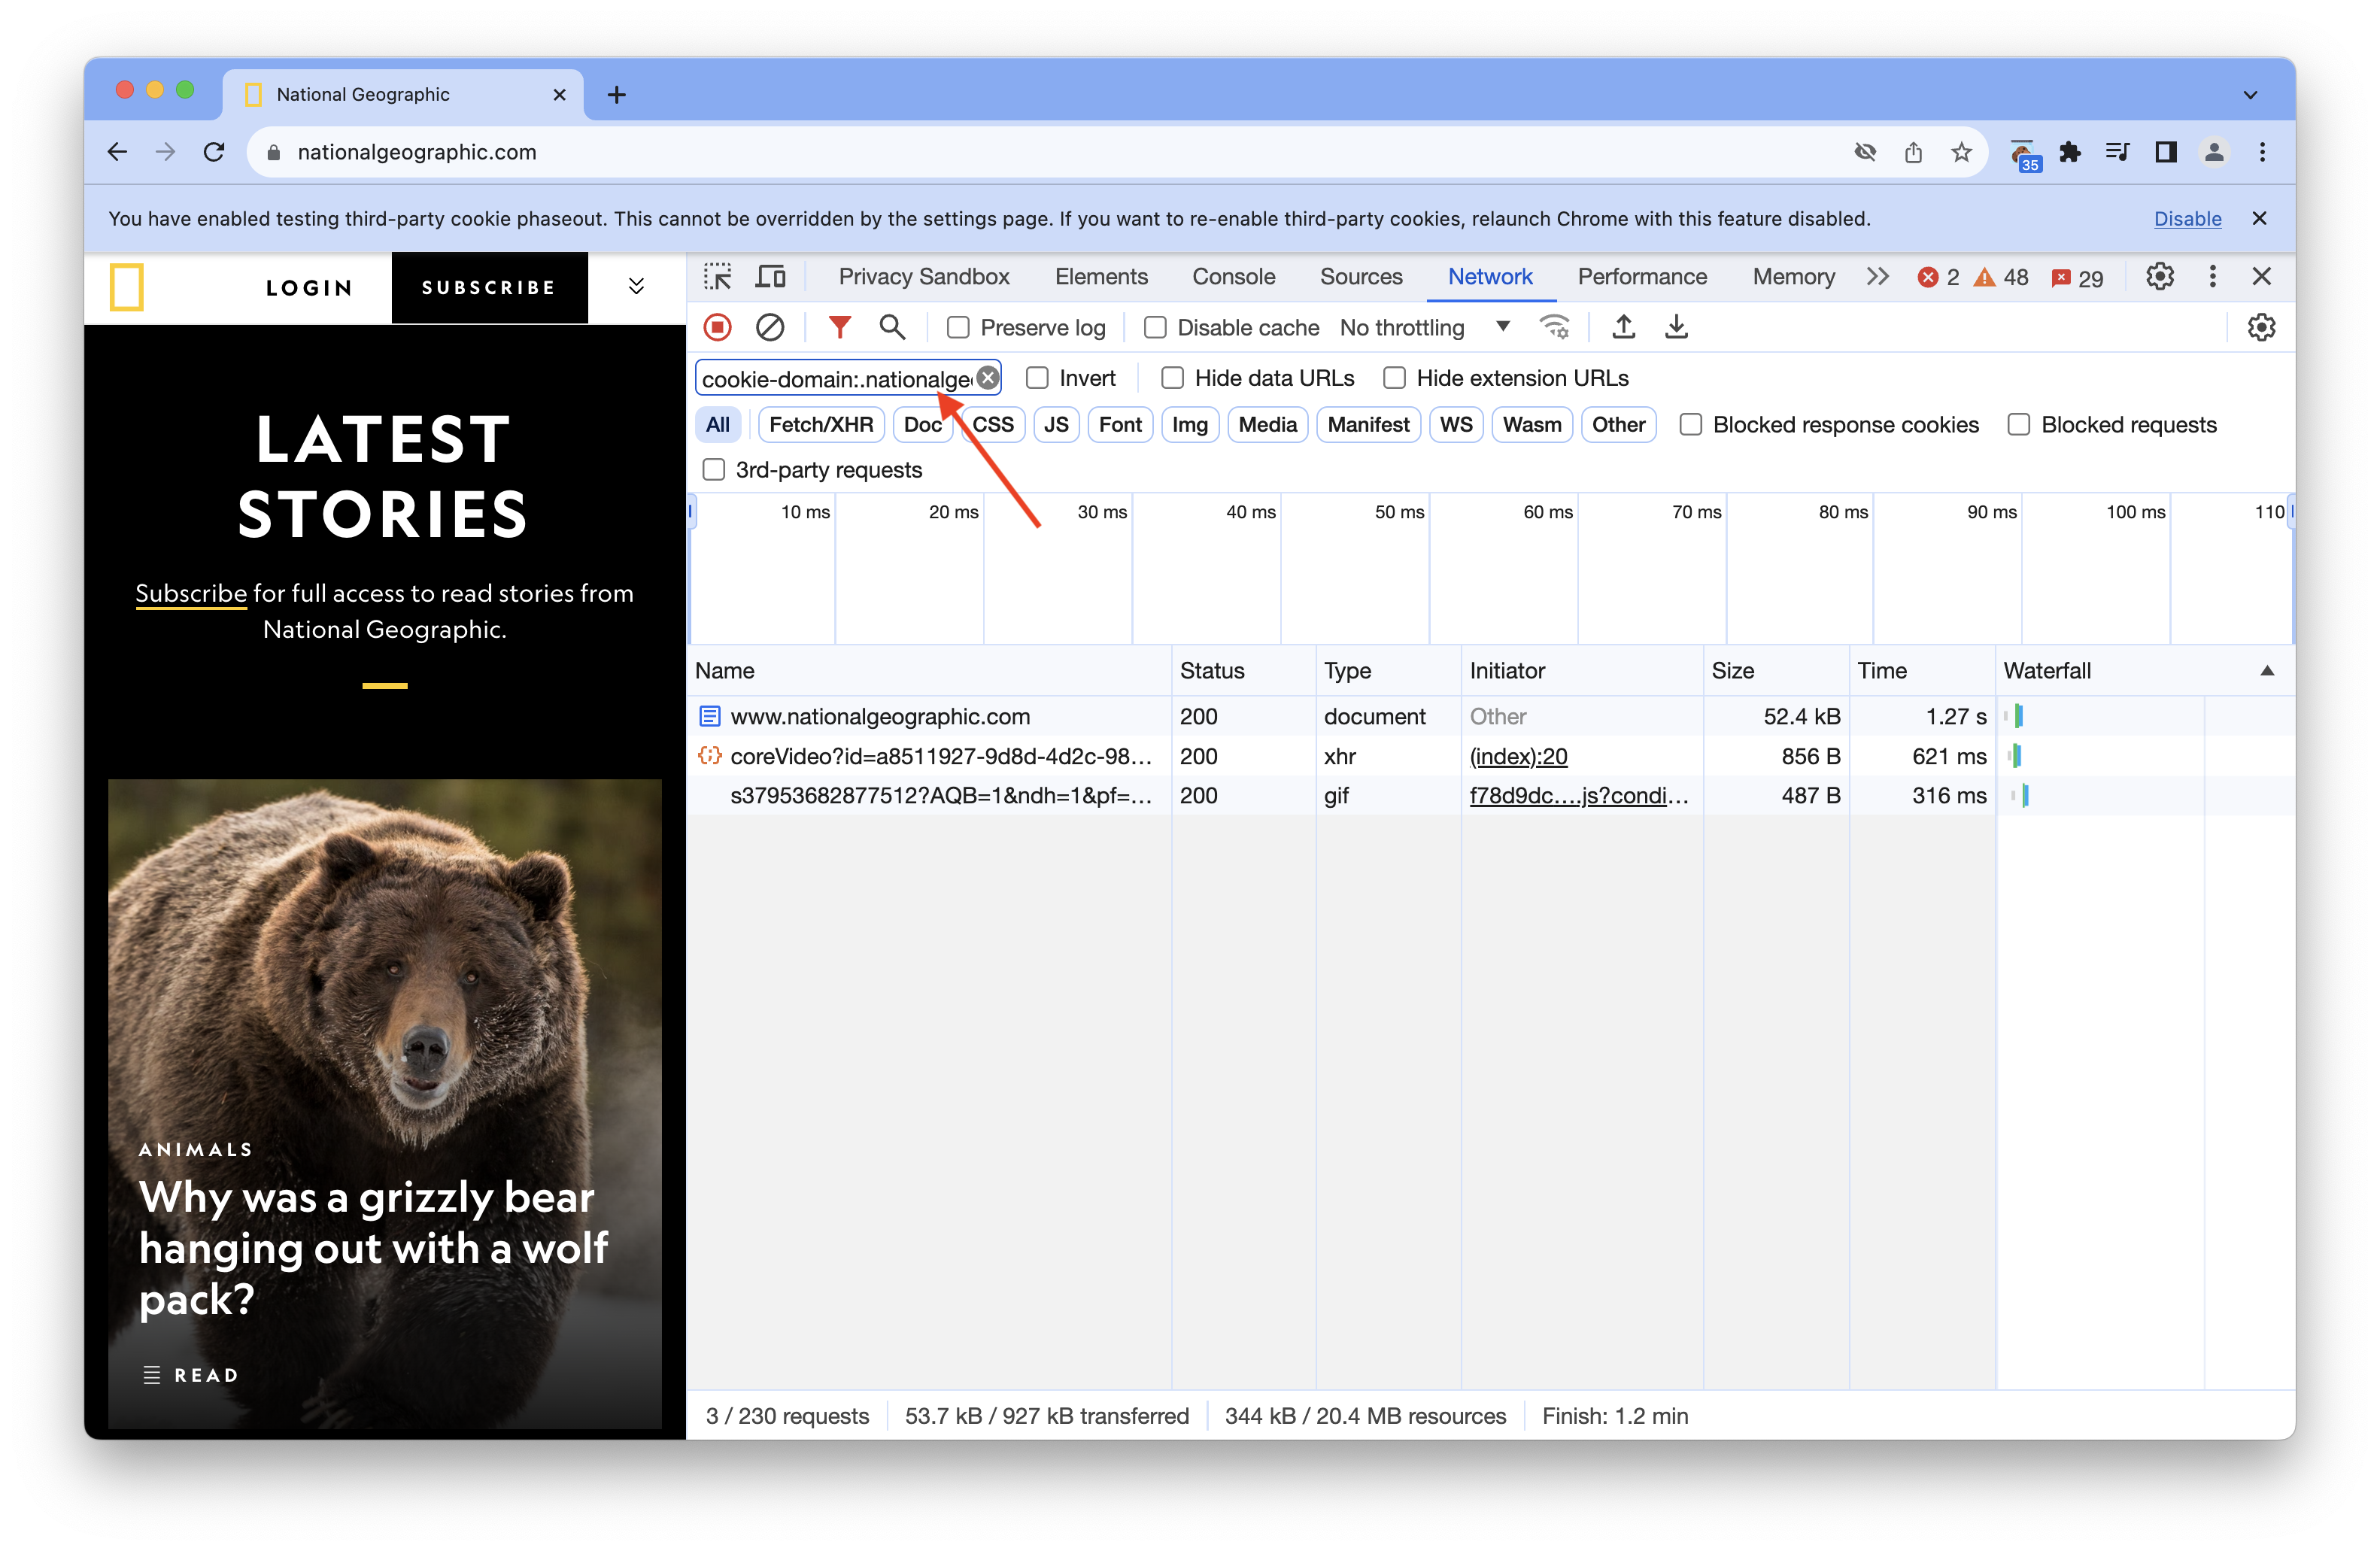 National Geographic
nationalgeographic.com
35
You have enabled testing third-party cookie phaseout. This cannot be overridden by the settings page. If you want to re-enable third-party cookies, relaunch Chrome with this feature disabled. Disable
LOGIN SUBSCRIBE
LATEST
STORIES
Subscribe for full access to read stories from
National Geographic.
ANIMALS
Why was a grizzly bear
hanging out with a wolf
pack?
READ
Privacy Sandbox Elements Console Sources Network Performance Memory 2 48 29
Preserve log Disable cache No throttling
cookie-domain:.nationalge Invert Hide data URLs Hide extension URLs
All Fetch/XHR Doc CSS JS Font Img Media Manifest WS Wasm Other Blocked response cookies Blocked requests
3rd-party requests
10 ms 20 ms 30 ms 40 ms 50 ms 60 ms 70 ms 80 ms 90 ms 100 ms 110
Name Status Type Initiator Size Time Waterfall
www.nationalgeographic.com 200 document Other 52.4 kB 1.27 s
coreVideo?id=a8511927-9d8d-4d2c-98... 200 xhr (index):20 856 B 621 ms
s37953682877512?AQB=1&ndh=1&pf=... 200 gif f78d9dc....js?condi... 487 B 316 ms
3 / 230 requests 53.7 kB / 927 kB transferred 344 kB / 20.4 MB resources Finish: 1.2 min